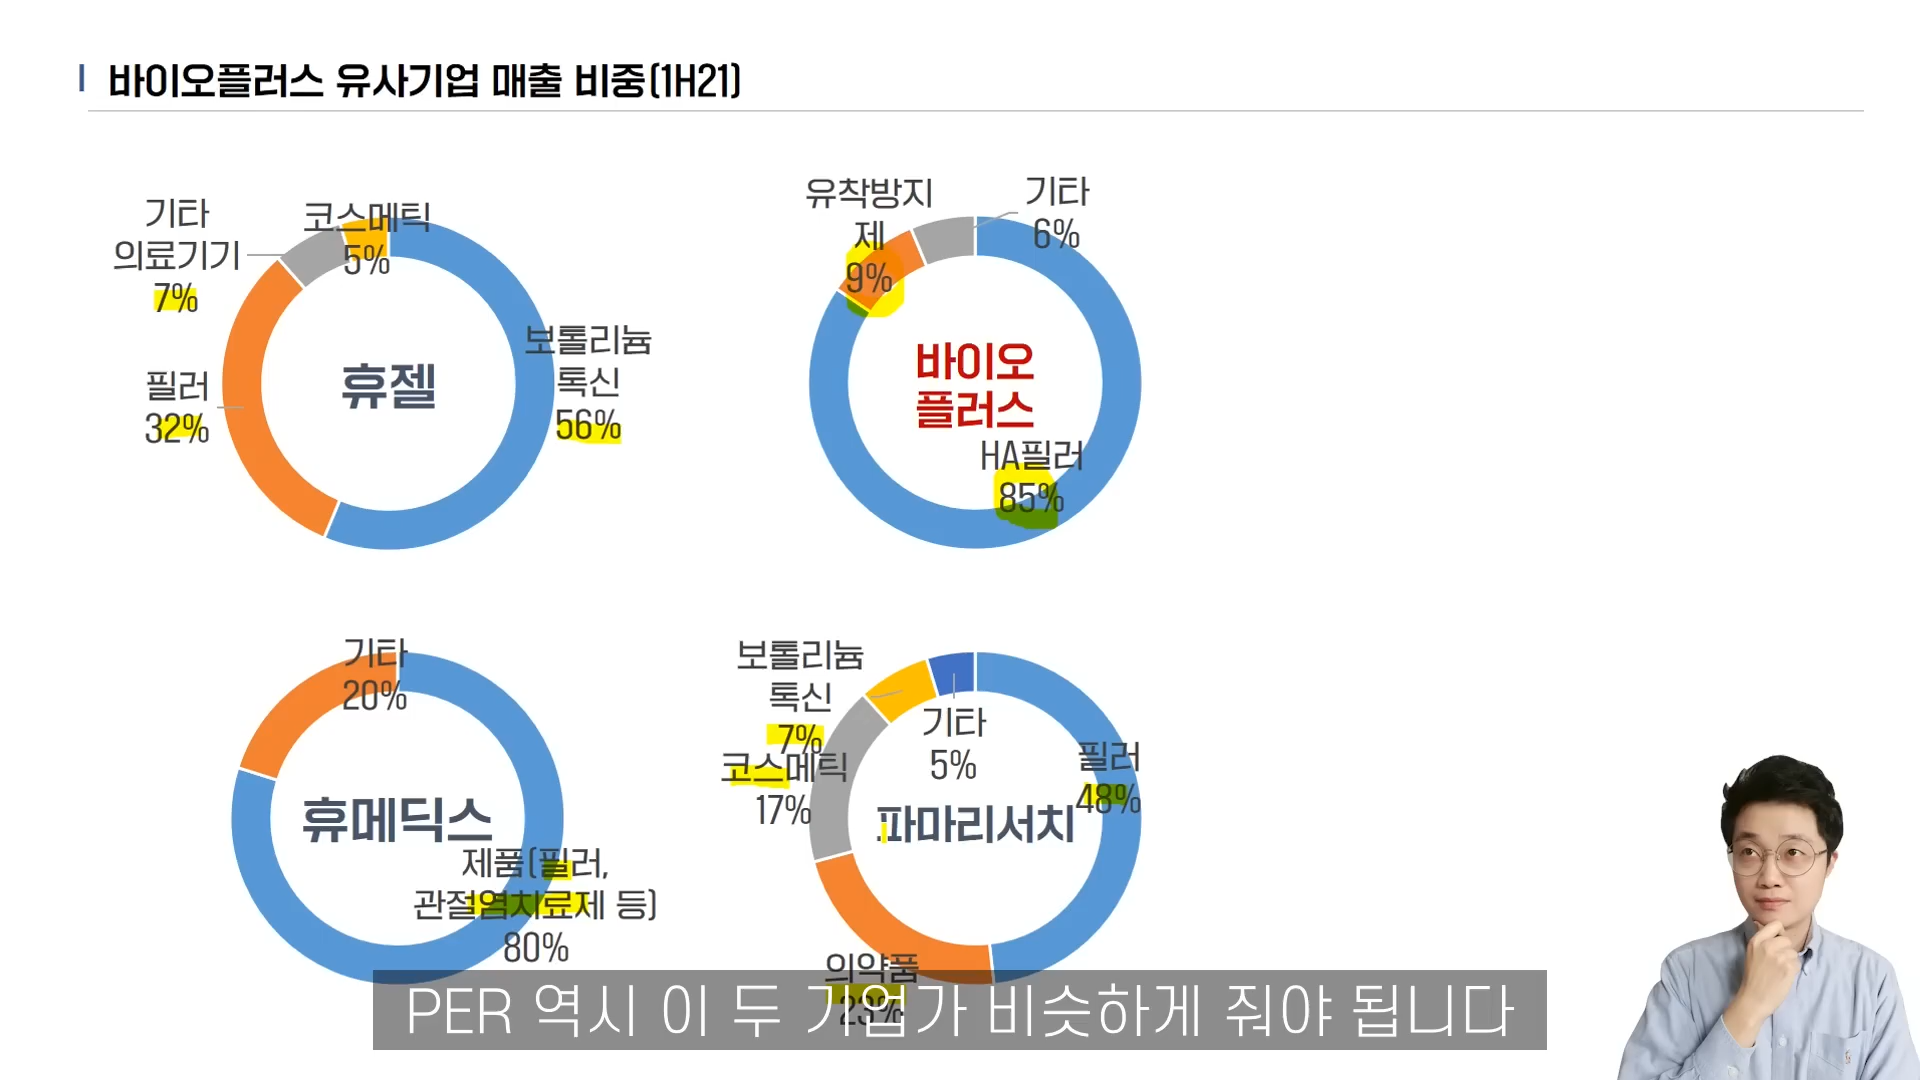 바이오플러스 유사기업 매출 비중(1H21)
기타
의료기기
7%
코스메틱
5%
필러
32%
보톨리늄
톡신
56%
휴젤
유착방지
제
9%
기타
6%
바이오
플러스
HA필러
85%
기타
20%
휴메딕스
제품(필러,
관절염치료제 등)
80%
보톨리늄
톡신
7%
코스메틱
17%
기타
5%
필러
48%
파마리서치
의약품
23%
PER 역시 이 두 기업가 비슷하게 줘야 됩니다